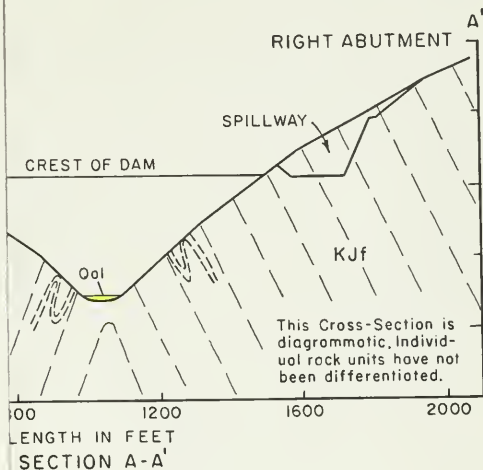 A'
RIGHT ABUTMENT
SPILLWAY
CREST OF DAM
Qal
KJf
This Cross-Section is
diagrammatic. Individ-
ual rock units have not
been differentiated.
800 1200 1600 2000
LENGTH IN FEET
SECTION A-A'